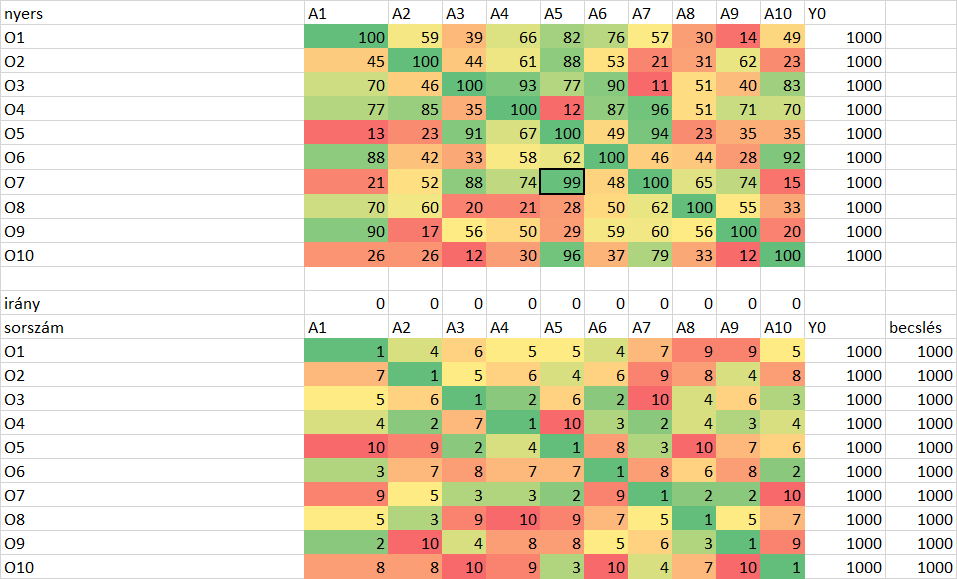 nyers A1 A2 A3 A4 A5 A6 A7 A8 A9 A10 Y0
O1 100 59 39 66 82 76 57 30 14 49 1000
O2 45 100 44 61 88 53 21 31 62 23 1000
O3 70 46 100 93 77 90 11 51 40 83 1000
O4 77 85 35 100 12 87 96 51 71 70 1000
O5 13 23 91 67 100 49 94 23 35 35 1000
O6 88 42 33 58 62 100 46 44 28 92 1000
O7 21 52 88 74 99 48 100 65 74 15 1000
O8 70 60 20 21 28 50 62 100 55 33 1000
O9 90 17 56 50 29 59 60 56 100 20 1000
O10 26 26 12 30 96 37 79 33 12 100 1000
irány 0 0 0 0 0 0 0 0 0 0
sorszám A1 A2 A3 A4 A5 A6 A7 A8 A9 A10 Y0 becslés
O1 1 4 6 5 5 4 7 9 9 5 1000 1000
O2 7 1 5 6 4 6 9 8 4 8 1000 1000
O3 5 6 1 2 6 2 10 4 6 3 1000 1000
O4 4 2 7 1 10 3 2 4 3 4 1000 1000
O5 10 9 2 4 1 8 3 10 7 6 1000 1000
O6 3 7 8 7 7 1 8 6 8 2 1000 1000
O7 9 5 3 3 2 9 1 2 2 10 1000 1000
O8 5 3 9 10 9 7 5 1 5 7 1000 1000
O9 2 10 4 8 8 5 6 3 1 9 1000 1000
O10 8 8 10 9 3 10 4 7 10 1 1000 1000